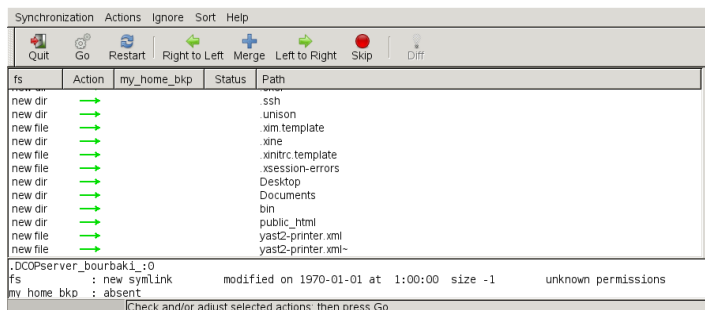 Synchronization Actions Ignore Sort Help
Quit Go Restart Right to Left Merge Left to Right Skip Diff
fs Action my_home_bkp Status Path
new dir .ssh
new dir .unison
new file .xim.template
new dir .xine
new file .xinitrc.template
new file .xsession-errors
new dir Desktop
new dir Documents
new dir bin
new dir public_html
new file yast2-printer.xml
new file yast2-printer.xml~
.DCOPserver_bourbaki_:0
fs : new symlink modified on 1970-01-01 at 1:00:00 size -1 unknown permissions
my home bkp : absent
Check and/or adjust selected actions; then press Go